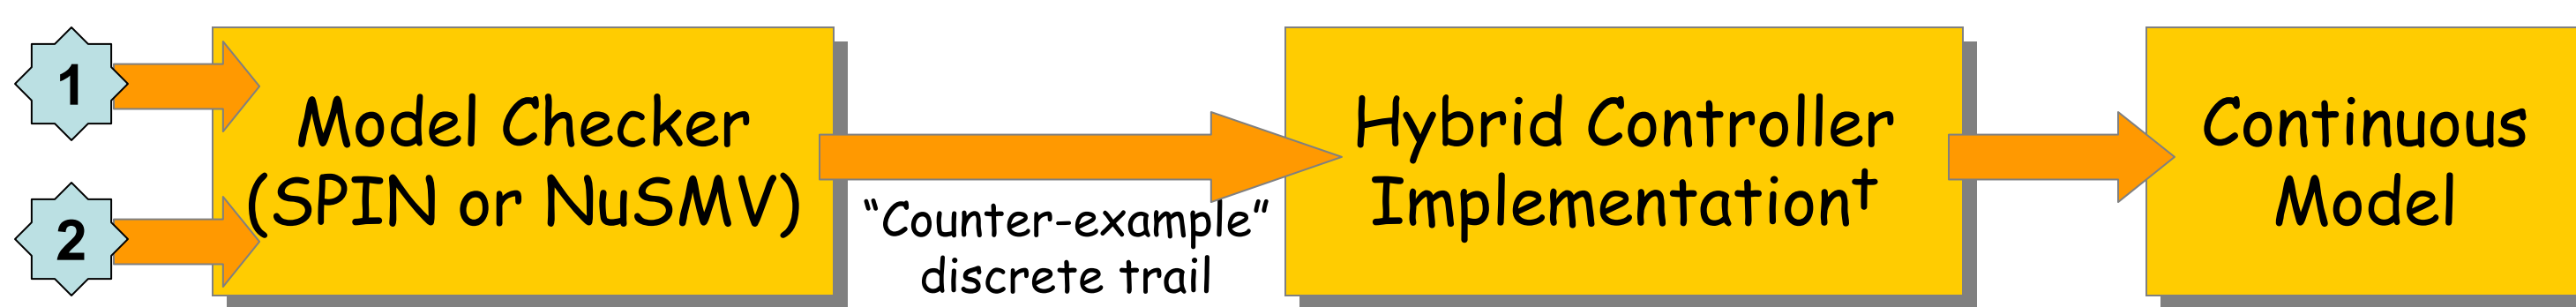 1
2
Model Checker
(SPIN or NuSMV)
“Counter-example”
discrete trail
Hybrid Controller
Implementation†
Continuous
Model